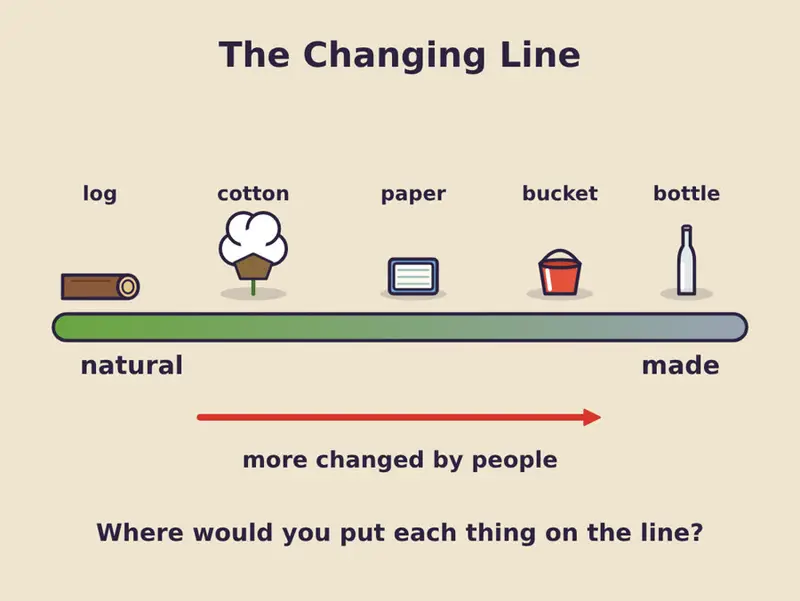 The Changing Line
log cotton paper bucket bottle
natural made
more changed by people
Where would you put each thing on the line?